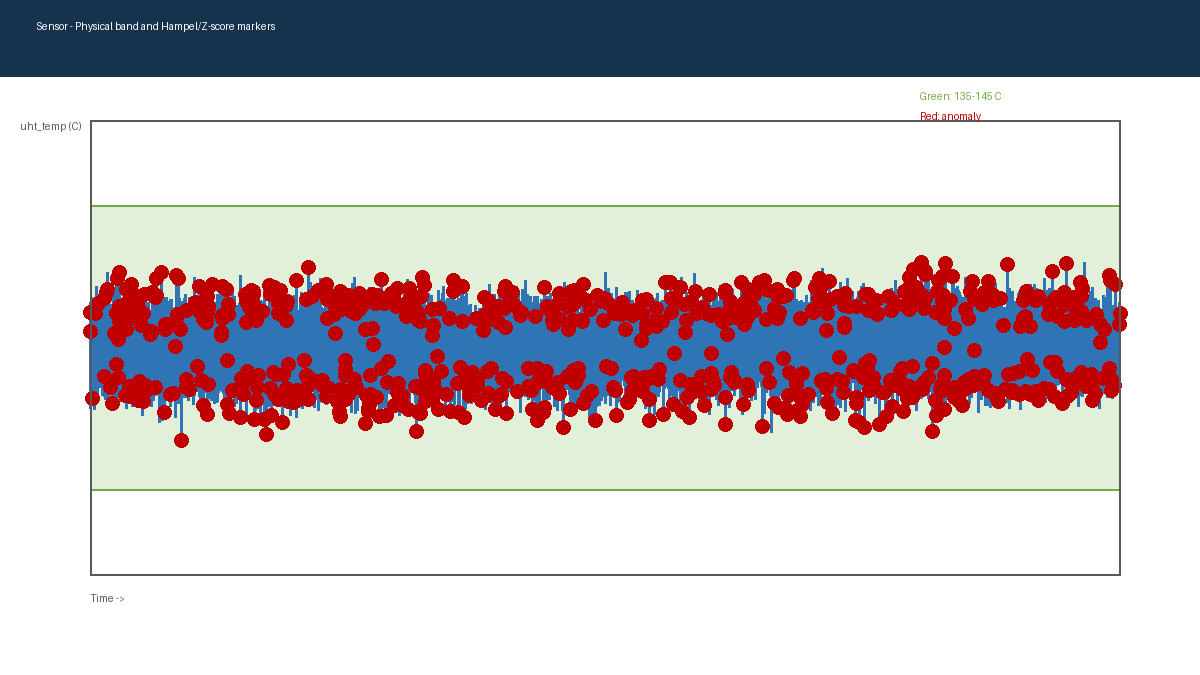 Sensor - Physical band and Hampel/Z-score markers
Green: 135-145 C
Red: anomaly
uht_temp (C)
Time ->